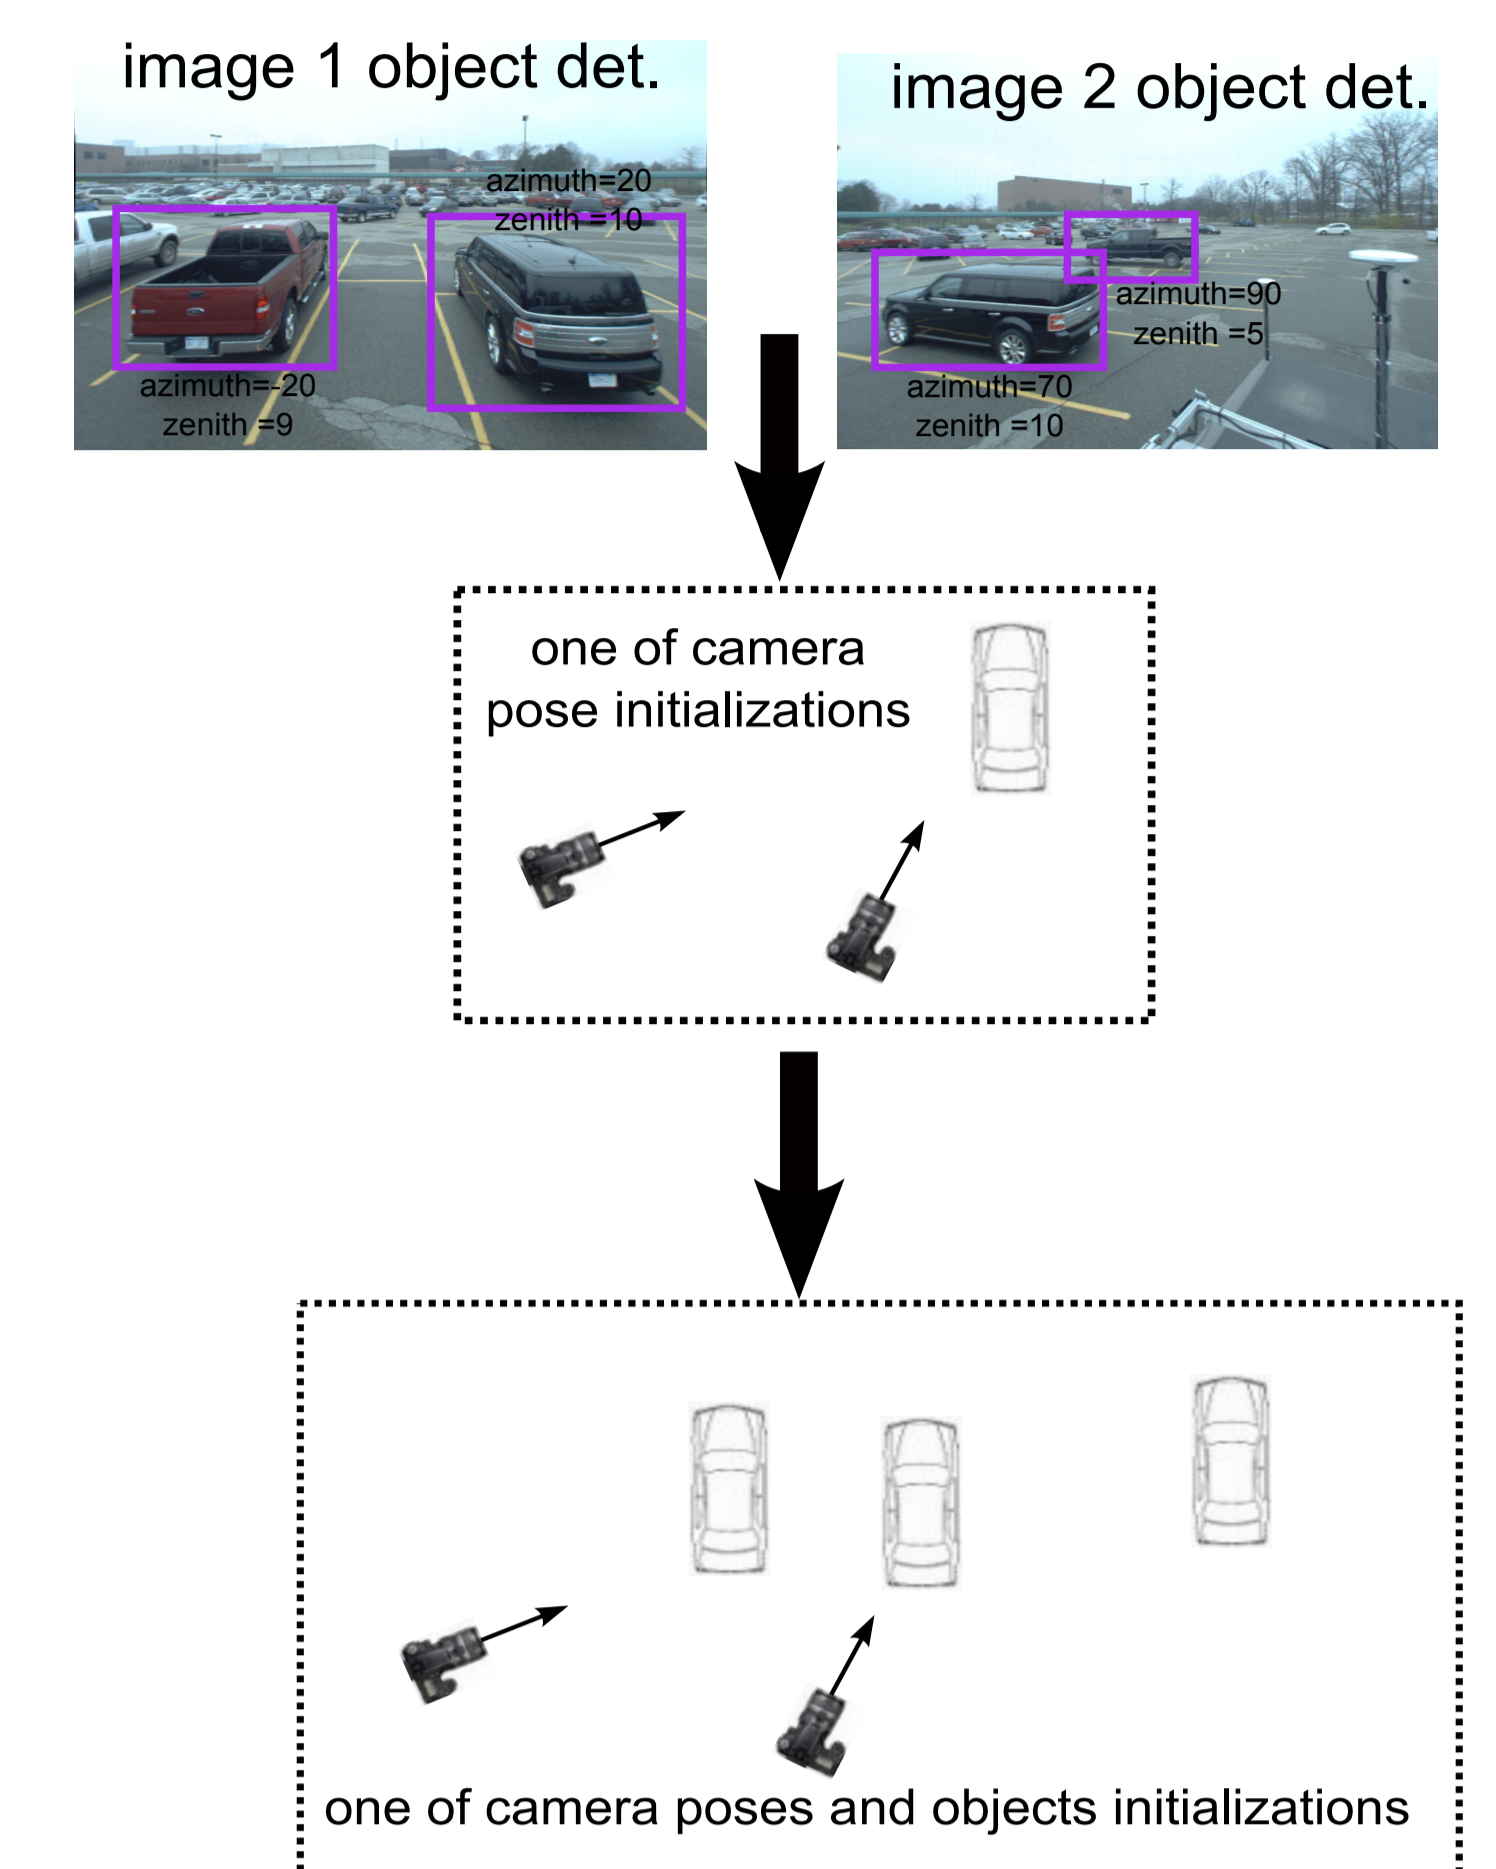 image 1 object det.
azimuth=20
zenith =10
azimuth=-20
zenith =9
image 2 object det.
azimuth=90
zenith =5
azimuth=70
zenith =10
one of camera
pose initializations
one of camera poses and objects initializations